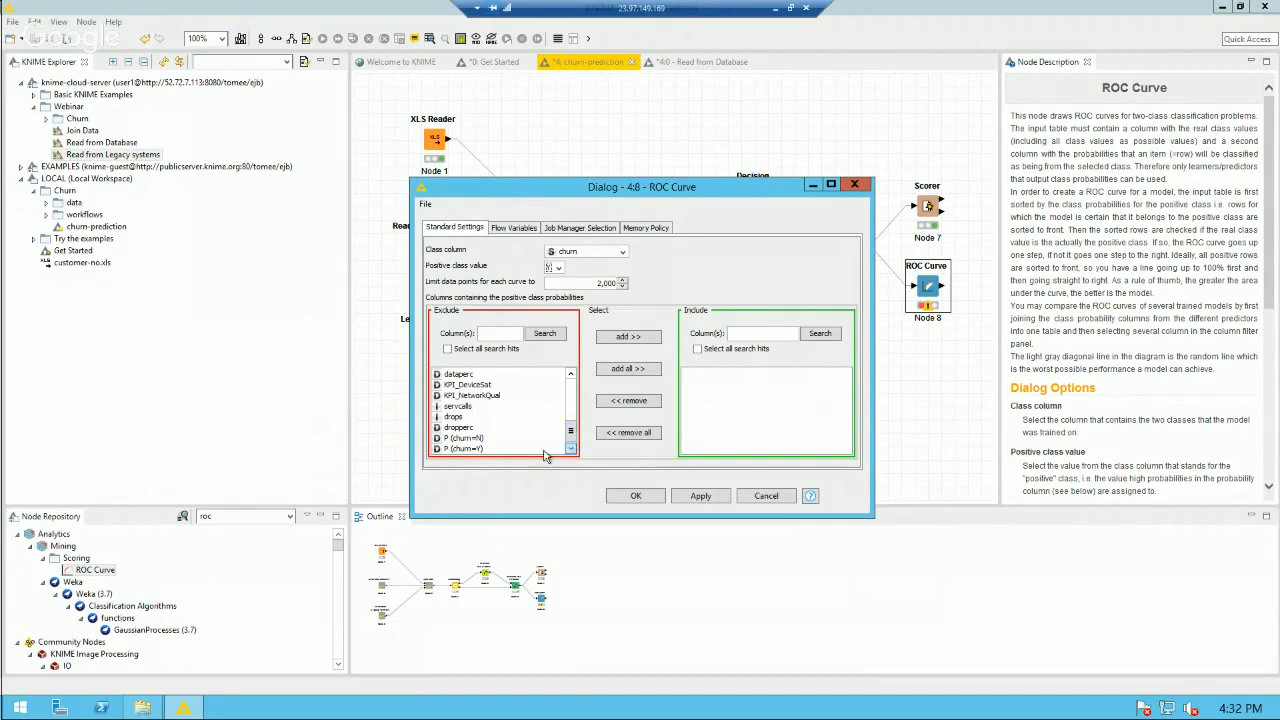 23.97.149.169
File Edit View Node Help
Google
100%
Quick Access
KNIME Explorer
Welcome to KNIME
*0: Get Started
*4: churn-prediction
*4:0 - Read from Database
Node Description
knime-cloud-server (user1@http://52.72.7.113:8080/tomee/ejb)
Basic KNIME Examples
Webinar
Churn
Join Data
Read from Database
Read from Legacy systems
EXAMPLES (knime-guest@http://publicserver.knime.org:80/tomee/ejb)
LOCAL (Local Workspace)
Churn
data
workflows
churn-prediction
Try the examples
Get Started
customer-no.xls
XLS Reader
XLS
Node 1
Decision
Scorer
Node 7
ROC Curve
Node 8
Dialog - 4:8 - ROC Curve
File
Standard Settings
Flow Variables
Job Manager Selection
Memory Policy
Class column
S churn
Positive class value
Y
Limit data points for each curve to
2,000
Columns containing the positive class probabilities
Exclude
Select
Include
Column(s):
Search
add >>
Column(s):
Search
Select all search hits
Select all search hits
add all >>
<< remove
<< remove all
D dataperc
D KPI_DeviceSat
D KPI_NetworkQual
I servcalls
I drops
D dropperc
D P (churn=N)
D P (churn=Y)
OK
Apply
Cancel
?
ROC Curve
This node draws ROC curves for two-class classification problems.
The input table must contain a column with the real class values
(including all class values as possible values) and a second
column with the probabilities that an item (=row) will be classified
as being from the selected class. Therefore only learners/predictors
that output class probabilities can be used.
In order to create a ROC curve for a model, the input table is first
sorted by the class probabilities for the positive class i.e. rows for
which the model is certain that it belongs to the positive class are
sorted to front. Then the sorted rows are checked if the real class
value is the actually the positive class. If so, the ROC curve goes up
one step, if not it goes one step to the right. Ideally, all positive
rows are sorted to front, so you have a line going up to 100% first and
then going straight to right. As a rule of thumb, the greater the area
under the curve, the better is the model.
You may compare the ROC curves of several trained models by first
joining the class probability columns from the different predictors
into one table and then selecting several column in the column filter
panel.
The light gray diagonal line in the diagram is the random line which
is the worst possible performance a model can achieve.
Dialog Options
Class column
Select the column that contains the two classes that the model
was trained on.
Positive class value
Select the value from the class column that stands for the
"positive" class, i.e. the value high probabilities in the probability
column (see below) are assigned to.
Node Repository
roc
Analytics
Mining
Scoring
ROC Curve
Weka
Weka (3.7)
Classification Algorithms
functions
GaussianProcesses (3.7)
Community Nodes
KNIME Image Processing
IO
Outline
4:32 PM